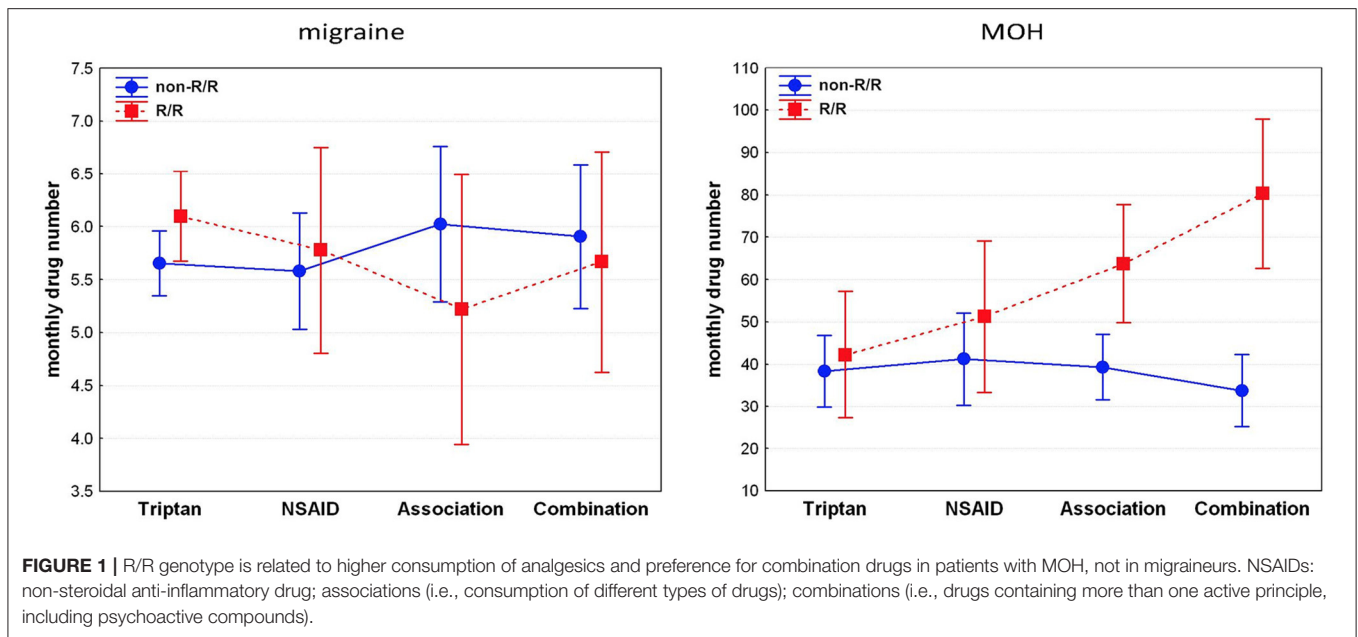 migraine
7.5
7.0
6.5
6.0
5.5
5.0
4.5
4.0
3.5
monthly drug number
non-R/R
R/R
Triptan NSAID Association Combination
MOH
110
100
90
80
70
60
50
40
30
20
10
monthly drug number
non-R/R
R/R
Triptan NSAID Association Combination
FIGURE 1 | R/R genotype is related to higher consumption of analgesics and preference for combination drugs in patients with MOH, not in migraineurs. NSAIDs:
non-steroidal anti-inflammatory drug; associations (i.e., consumption of different types of drugs); combinations (i.e., drugs containing more than one active principle,
including psychoactive compounds).